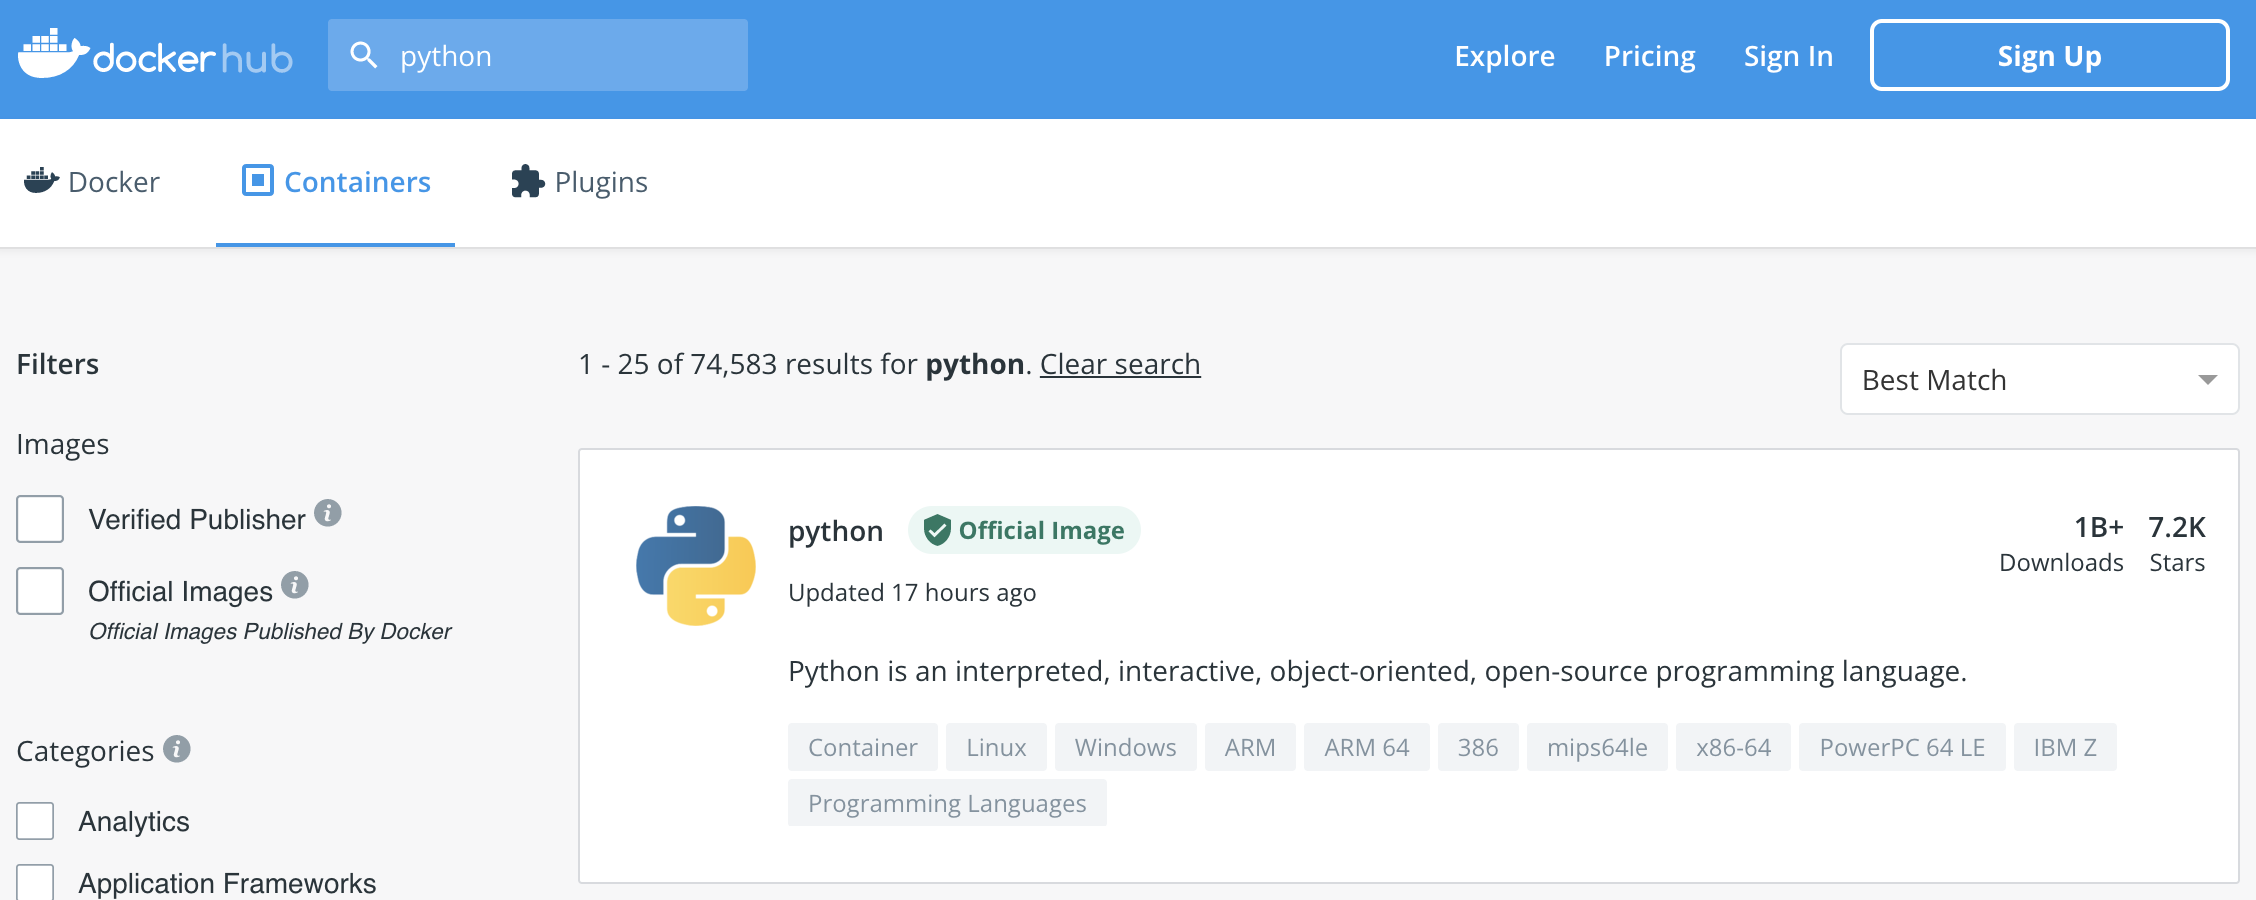 docker hub
python
Explore
Pricing
Sign In
Sign Up
Docker
Containers
Plugins
Filters
1 - 25 of 74,583 results for python. Clear search
Best Match
Images
Verified Publisher
Official Images
Official Images Published By Docker
Categories
Analytics
Application Frameworks
python
Official Image
1B+ 7.2K
Downloads Stars
Updated 17 hours ago
Python is an interpreted, interactive, object-oriented, open-source programming language.
Container Linux Windows ARM ARM 64 386 mips64le x86-64 PowerPC 64 LE IBM Z
Programming Languages